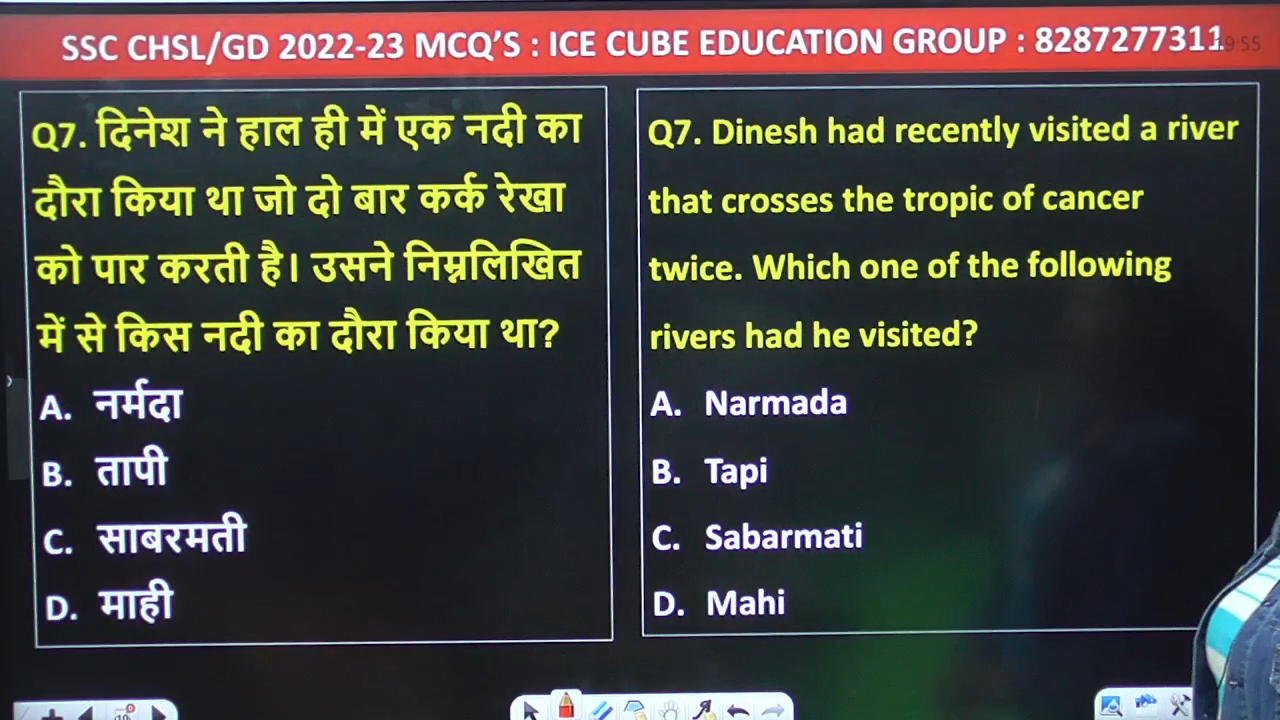 SSC CHSL/GD 2022-23 MCQ’S : ICE CUBE EDUCATION GROUP : 8287277311
Q7. दिनेश ने हाल ही में एक नदी का
दौरा किया था जो दो बार कर्क रेखा
को पार करती है। उसने निम्नलिखित
में से किस नदी का दौरा किया था?
A. नर्मदा
B. तापी
C. साबरमती
D. माही
Q7. Dinesh had recently visited a river
that crosses the tropic of cancer
twice. Which one of the following
rivers had he visited?
A. Narmada
B. Tapi
C. Sabarmati
D. Mahi